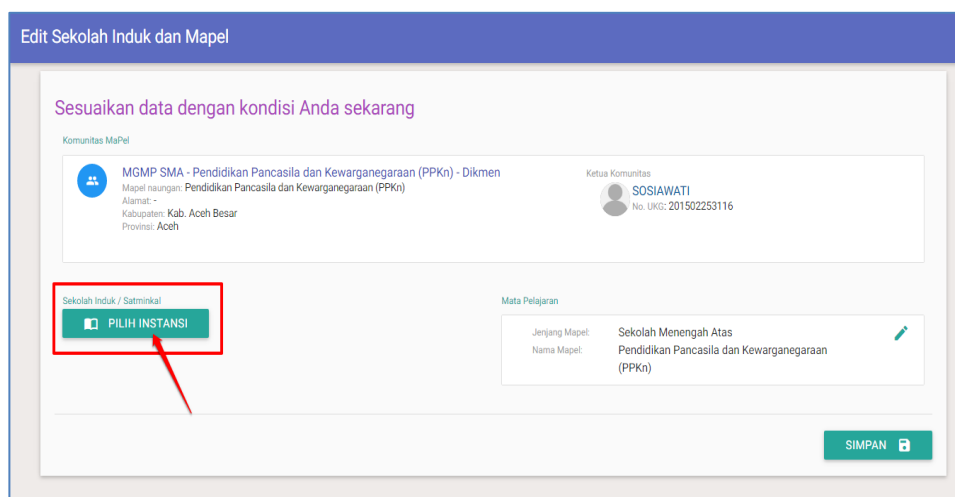 Edit Sekolah Induk dan Mapel
Sesuaikan data dengan kondisi Anda sekarang
Komunitas MaPel
MGMP SMA - Pendidikan Pancasila dan Kewarganegaraan (PPKn) - Dikmen
Mapel naungan: Pendidikan Pancasila dan Kewarganegaraan (PPKn)
Alamat: -
Kabupaten: Kab. Aceh Besar
Provinsi: Aceh
Ketua Komunitas
SOSIAWATI
No. UKG: 201502253116
Sekolah Induk / Satminkal
PILIH INSTANSI
Mata Pelajaran
Jenjang Mapel: Sekolah Menengah Atas
Nama Mapel: Pendidikan Pancasila dan Kewarganegaraan
(PPKn)
SIMPAN